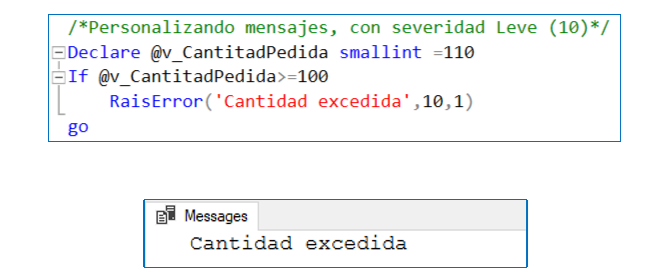 /*Personalizando mensajes, con severidad Leve (10)*/
Declare @v_CantitadPedida smallint =110
If @v_CantitadPedida>=100
RaisError('Cantidad excedida',10,1)
go
Messages
Cantidad excedida